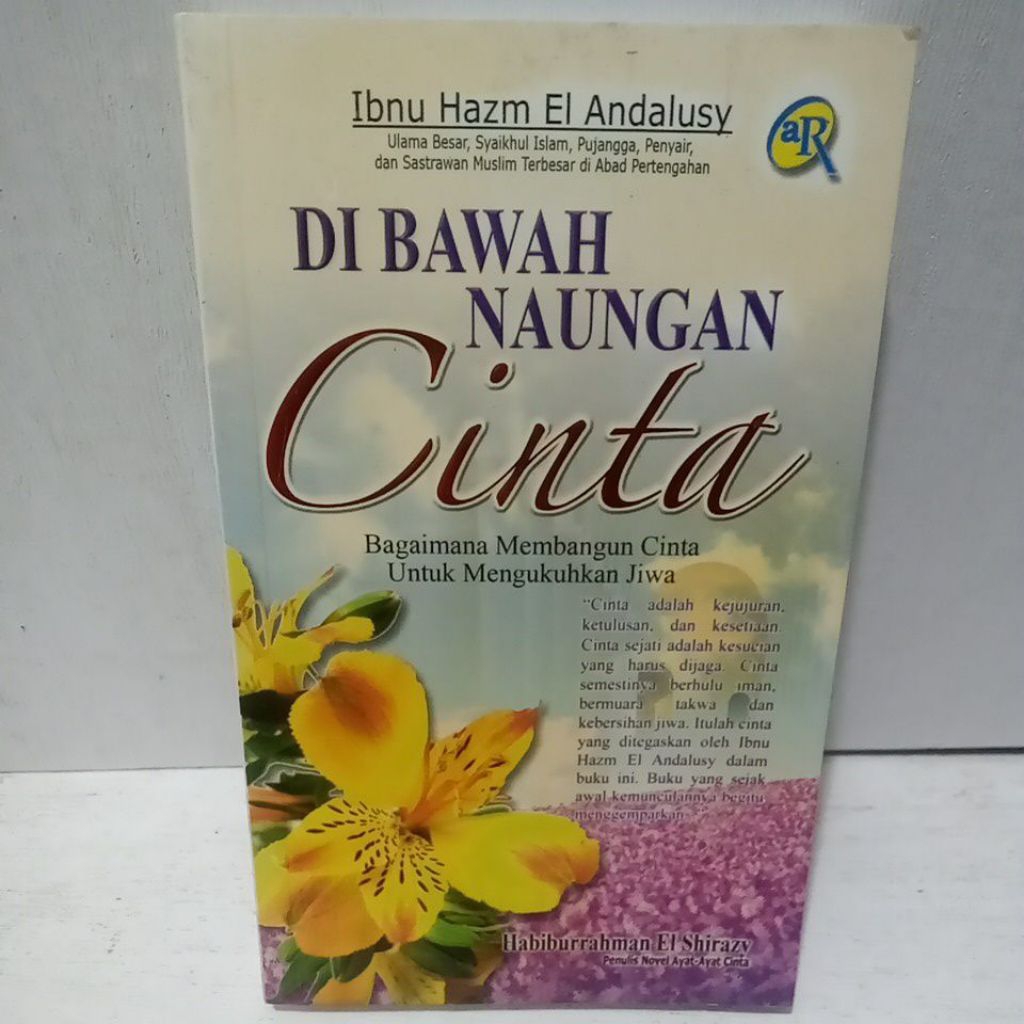 Ibnu Hazm El Andalusy
Ulama Besar, Syaikhul Islam, Pujangga, Penyair,
dan Sastrawan Muslim Terbesar di Abad Pertengahan
aR
DI BAWAH
NAUNGAN
Cinta
Bagaimana Membangun Cinta
Untuk Mengukuhkan Jiwa
"Cinta adalah kejujuran,
ketulusan, dan kesetiaan.
Cinta sejati adalah kesucian
yang harus dijaga. Cinta
semestinya berhulu iman,
bermuara takwa dan
kebersihan jiwa. Itulah cinta
yang ditegaskan oleh Ibnu
Hazm El Andalusy dalam
buku ini. Buku yang sejak
awal kemunculannya begitu
menggemparkan
Habiburrahman El Shirazy
Penulis Novel Ayat-Ayat Cinta